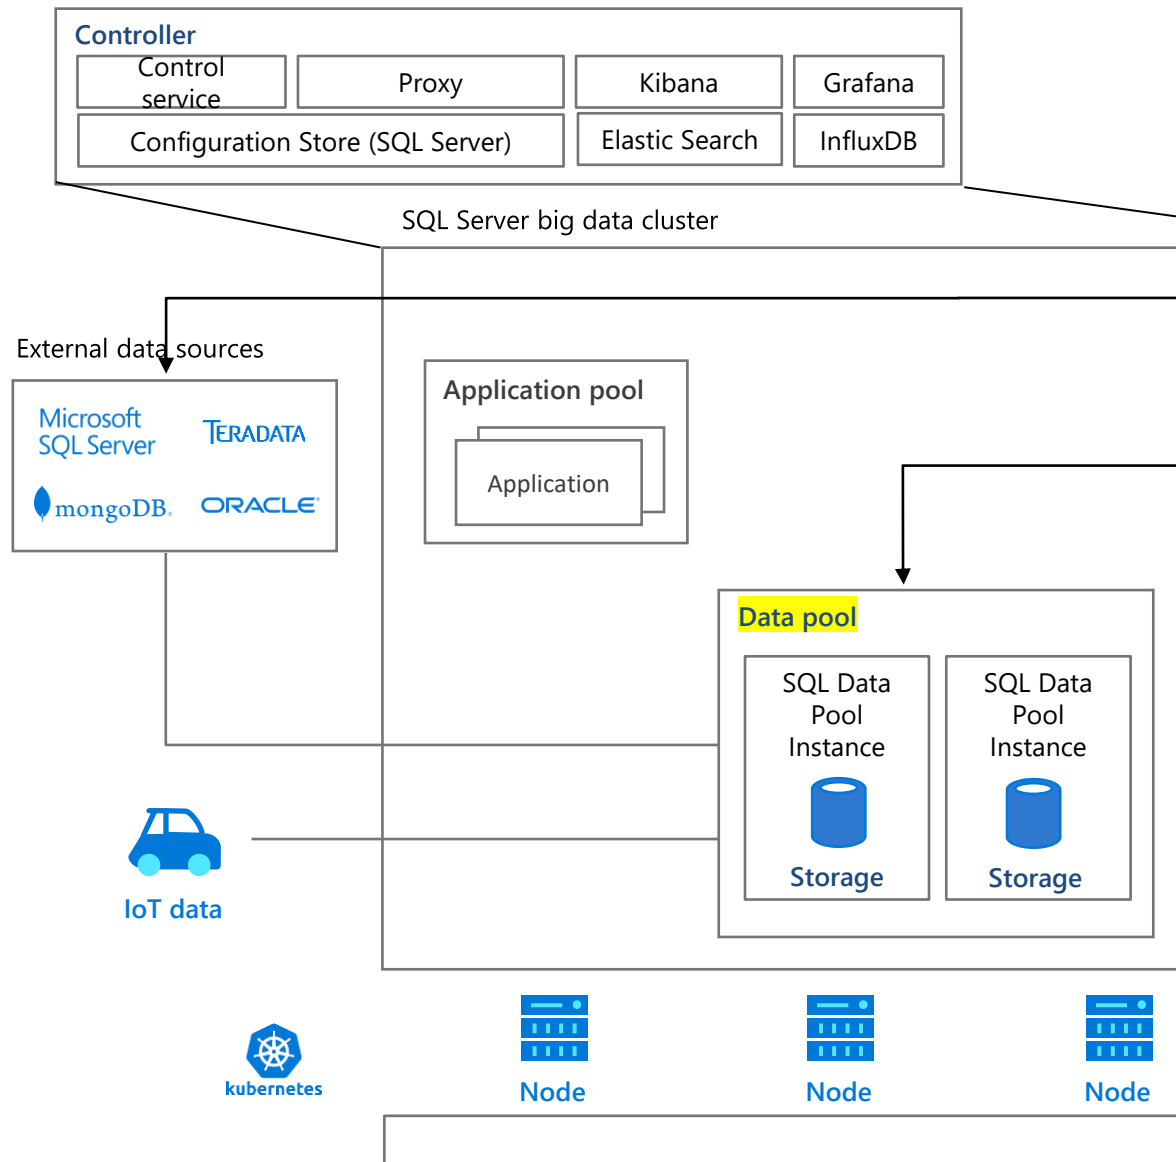 Controller
Control
service
Proxy
Kibana
Grafana
Configuration Store (SQL Server)
Elastic Search
InfluxDB
SQL Server big data cluster
External data sources
Microsoft
SQL Server
TERADATA
mongoDB®
ORACLE®
Application pool
Application
Data pool
SQL Data
Pool
Instance
Storage
SQL Data
Pool
Instance
Storage
IoT data
kubernetes
Node
Node
Node